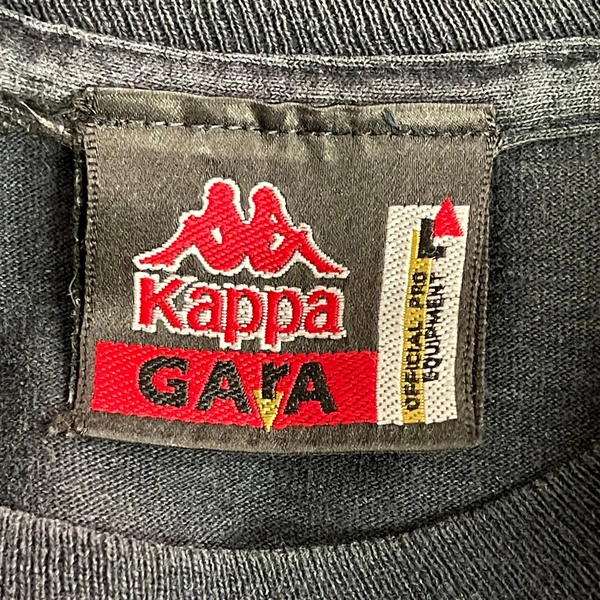 Kappa
GArA
L
OFFICIAL PRO
EQUIPMENT